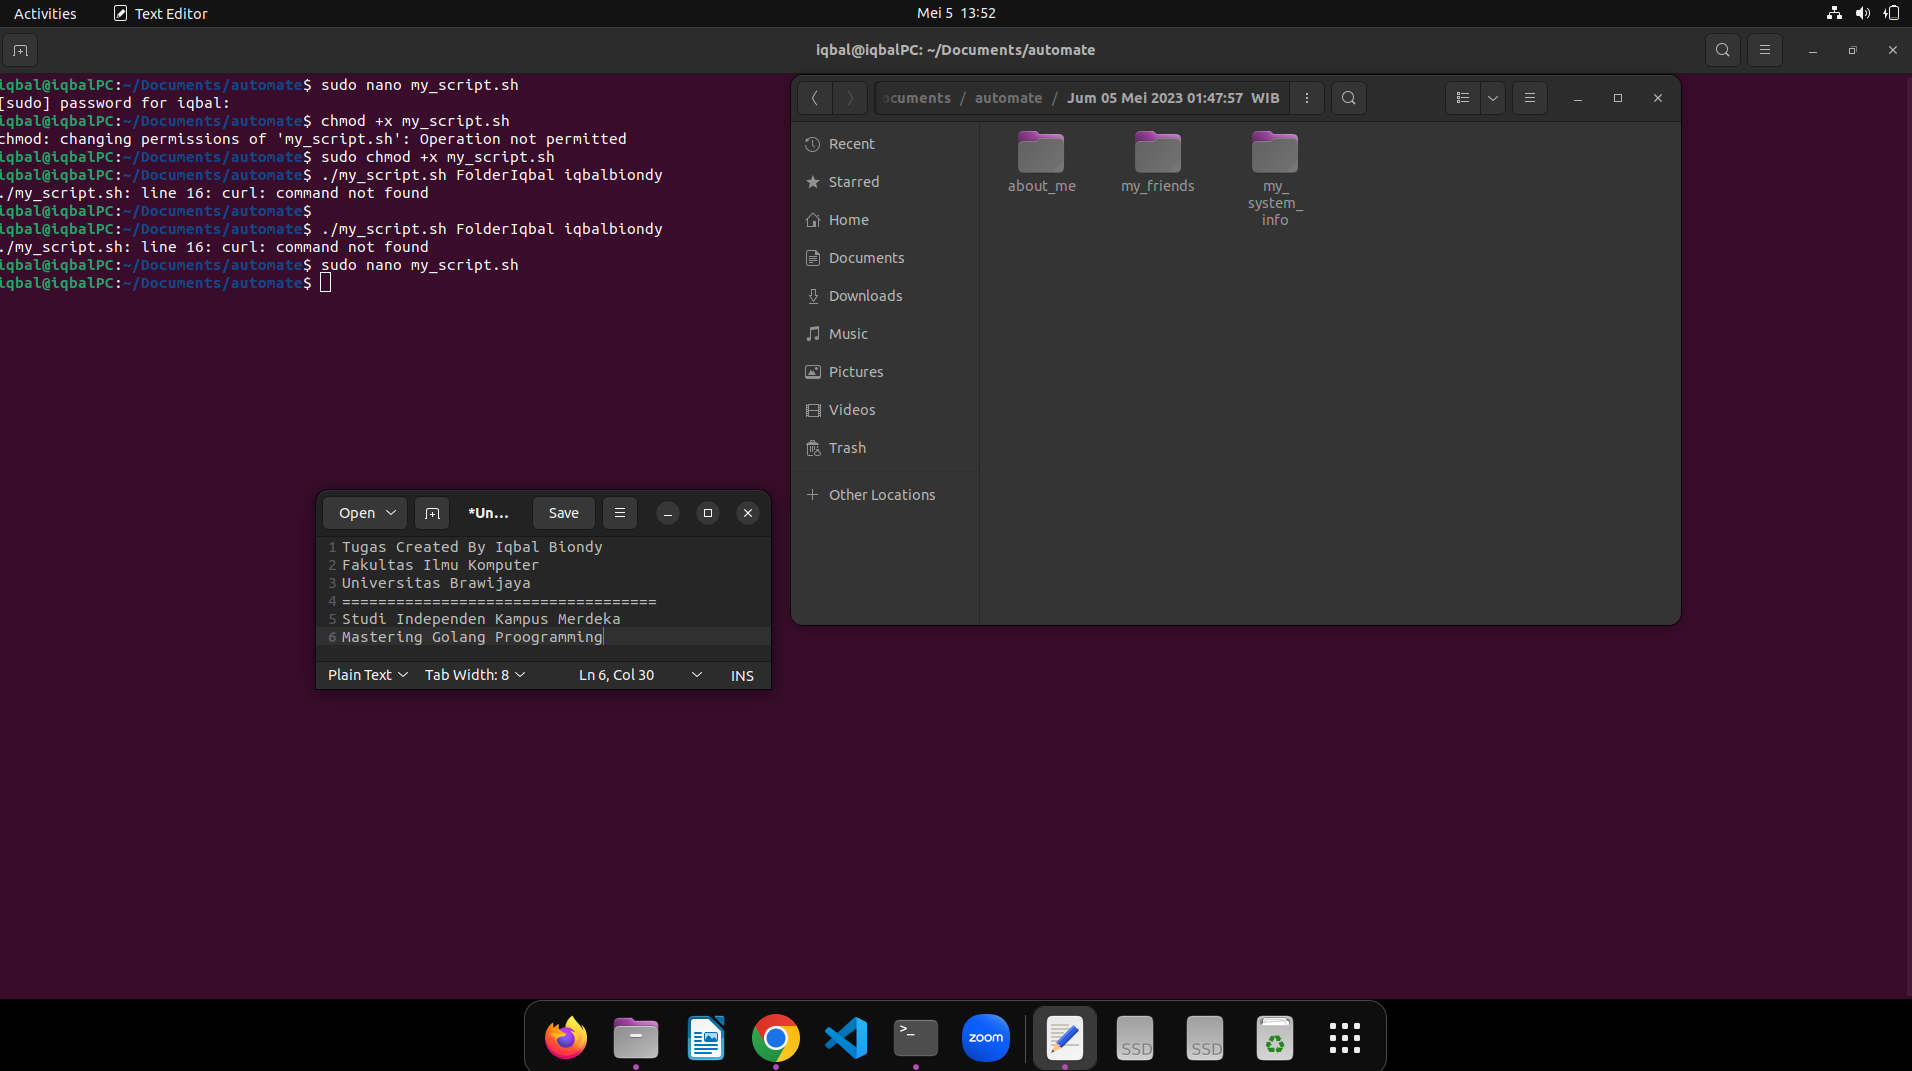 Activities
Text Editor
Mei 5 13:52
iqbal@iqbalPC: ~/Documents/automate
iqbal@iqbalPC:~/Documents/automate$ sudo nano my_script.sh
[sudo] password for iqbal:
iqbal@iqbalPC:~/Documents/automate$ chmod +x my_script.sh
chmod: changing permissions of 'my_script.sh': Operation not permitted
iqbal@iqbalPC:~/Documents/automate$ sudo chmod +x my_script.sh
iqbal@iqbalPC:~/Documents/automate$ ./my_script.sh FolderIqbal iqbalbiondy
./my_script.sh: line 16: curl: command not found
iqbal@iqbalPC:~/Documents/automate$
iqbal@iqbalPC:~/Documents/automate$ ./my_script.sh FolderIqbal iqbalbiondy
./my_script.sh: line 16: curl: command not found
iqbal@iqbalPC:~/Documents/automate$ sudo nano my_script.sh
iqbal@iqbalPC:~/Documents/automate$
ocuments / automate / Jum 05 Mei 2023 01:47:57 WIB
Recent
Starred
Home
Documents
Downloads
Music
Pictures
Videos
Trash
+ Other Locations
about_me
my_friends
my_
system_
info
Open
*Un...
Save
1 Tugas Created By Iqbal Biondy
2 Fakultas Ilmu Komputer
3 Universitas Brawijaya
4 ===================================
5 Studi Independen Kampus Merdeka
6 Mastering Golang Proogramming
Plain Text
Tab Width: 8
Ln 6, Col 30
INS
>_
zoom
SSD
SSD